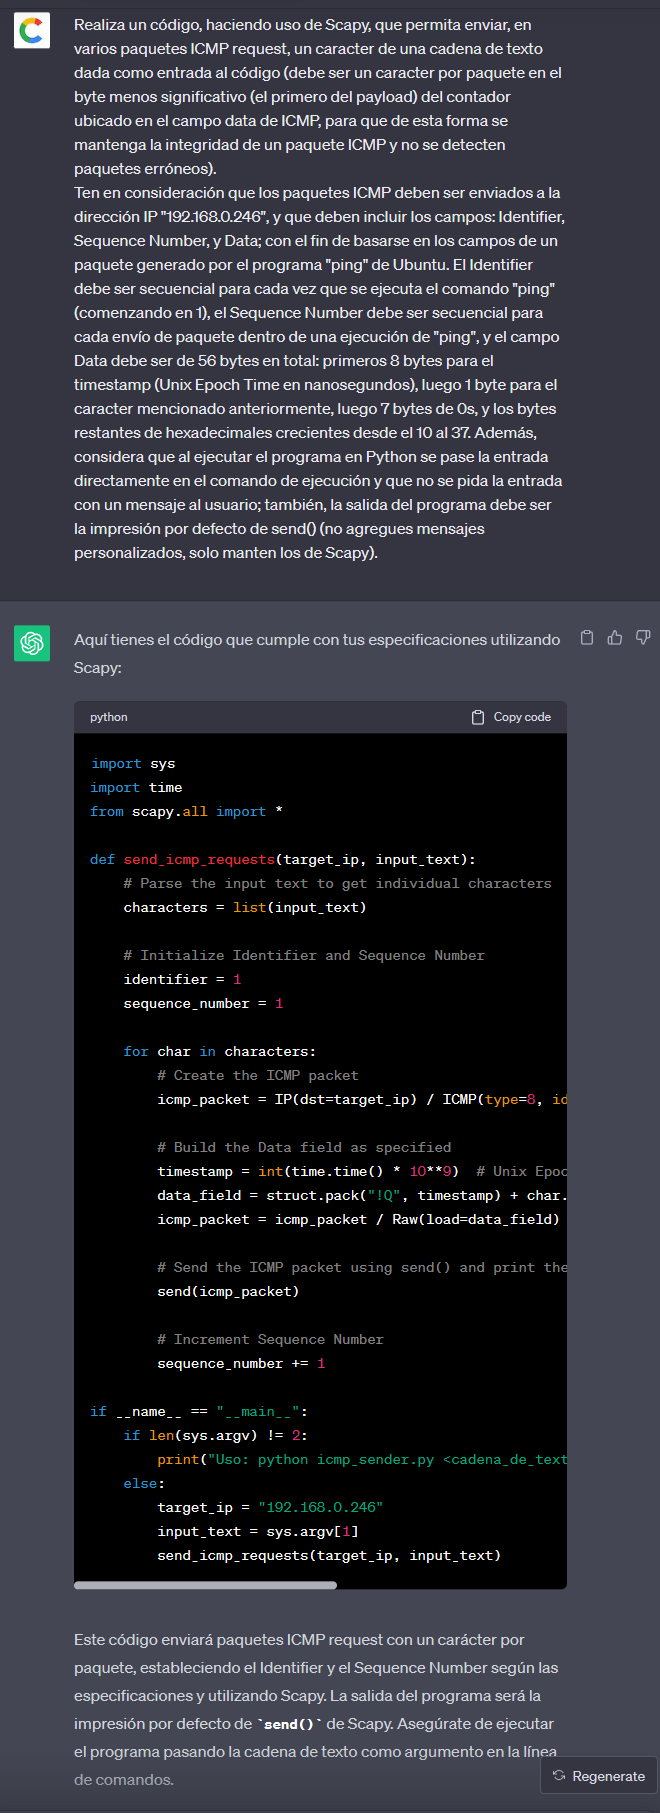 Realiza un código, haciendo uso de Scapy, que permita enviar, en
varios paquetes ICMP request, un caracter de una cadena de texto
dada como entrada al código (debe ser un caracter por paquete en el
byte menos significativo (el primero del payload) del contador
ubicado en el campo data de ICMP, para que de esta forma se
mantenga la integridad de un paquete ICMP y no se detecten
paquetes erróneos).
Ten en consideración que los paquetes ICMP deben ser enviados a la
dirección IP "192.168.0.246", y que deben incluir los campos: Identifier,
Sequence Number, y Data; con el fin de basarse en los campos de un
paquete generado por el programa "ping" de Ubuntu. El Identifier
debe ser secuencial para cada vez que se ejecuta el comando "ping"
(comenzando en 1), el Sequence Number debe ser secuencial para
cada envío de paquete dentro de una ejecución de "ping", y el campo
Data debe ser de 56 bytes en total: primeros 8 bytes para el
timestamp (Unix Epoch Time en nanosegundos), luego 1 byte para el
caracter mencionado anteriormente, luego 7 bytes de 0s, y los bytes
restantes de hexadecimales crecientes desde el 10 al 37. Además,
considera que al ejecutar el programa en Python se pase la entrada
directamente en el comando de ejecución y que no se pida la entrada
con un mensaje al usuario; también, la salida del programa debe ser
la impresión por defecto de send() (no agregues mensajes
personalizados, solo manten los de Scapy).
Aquí tienes el código que cumple con tus especificaciones utilizando
Scapy:
python Copy code
import sys
import time
from scapy.all import *
def send_icmp_requests(target_ip, input_text):
# Parse the input text to get individual characters
characters = list(input_text)
# Initialize Identifier and Sequence Number
identifier = 1
sequence_number = 1
for char in characters:
# Create the ICMP packet
icmp_packet = IP(dst=target_ip) / ICMP(type=8, id
# Build the Data field as specified
timestamp = int(time.time() * 10**9) # Unix Epoc
data_field = struct.pack("!Q", timestamp) + char.
icmp_packet = icmp_packet / Raw(load=data_field)
# Send the ICMP packet using send() and print the
send(icmp_packet)
# Increment Sequence Number
sequence_number += 1
if __name__ == "__main__":
if len(sys.argv) != 2:
print("Uso: python icmp_sender.py <cadena_de_text
else:
target_ip = "192.168.0.246"
input_text = sys.argv[1]
send_icmp_requests(target_ip, input_text)
Este código enviará paquetes ICMP request con un carácter por
paquete, estableciendo el Identifier y el Sequence Number según las
especificaciones y utilizando Scapy. La salida del programa será la
impresión por defecto de `send()` de Scapy. Asegúrate de ejecutar
el programa pasando la cadena de texto como argumento en la línea
de comandos.
Regenerate